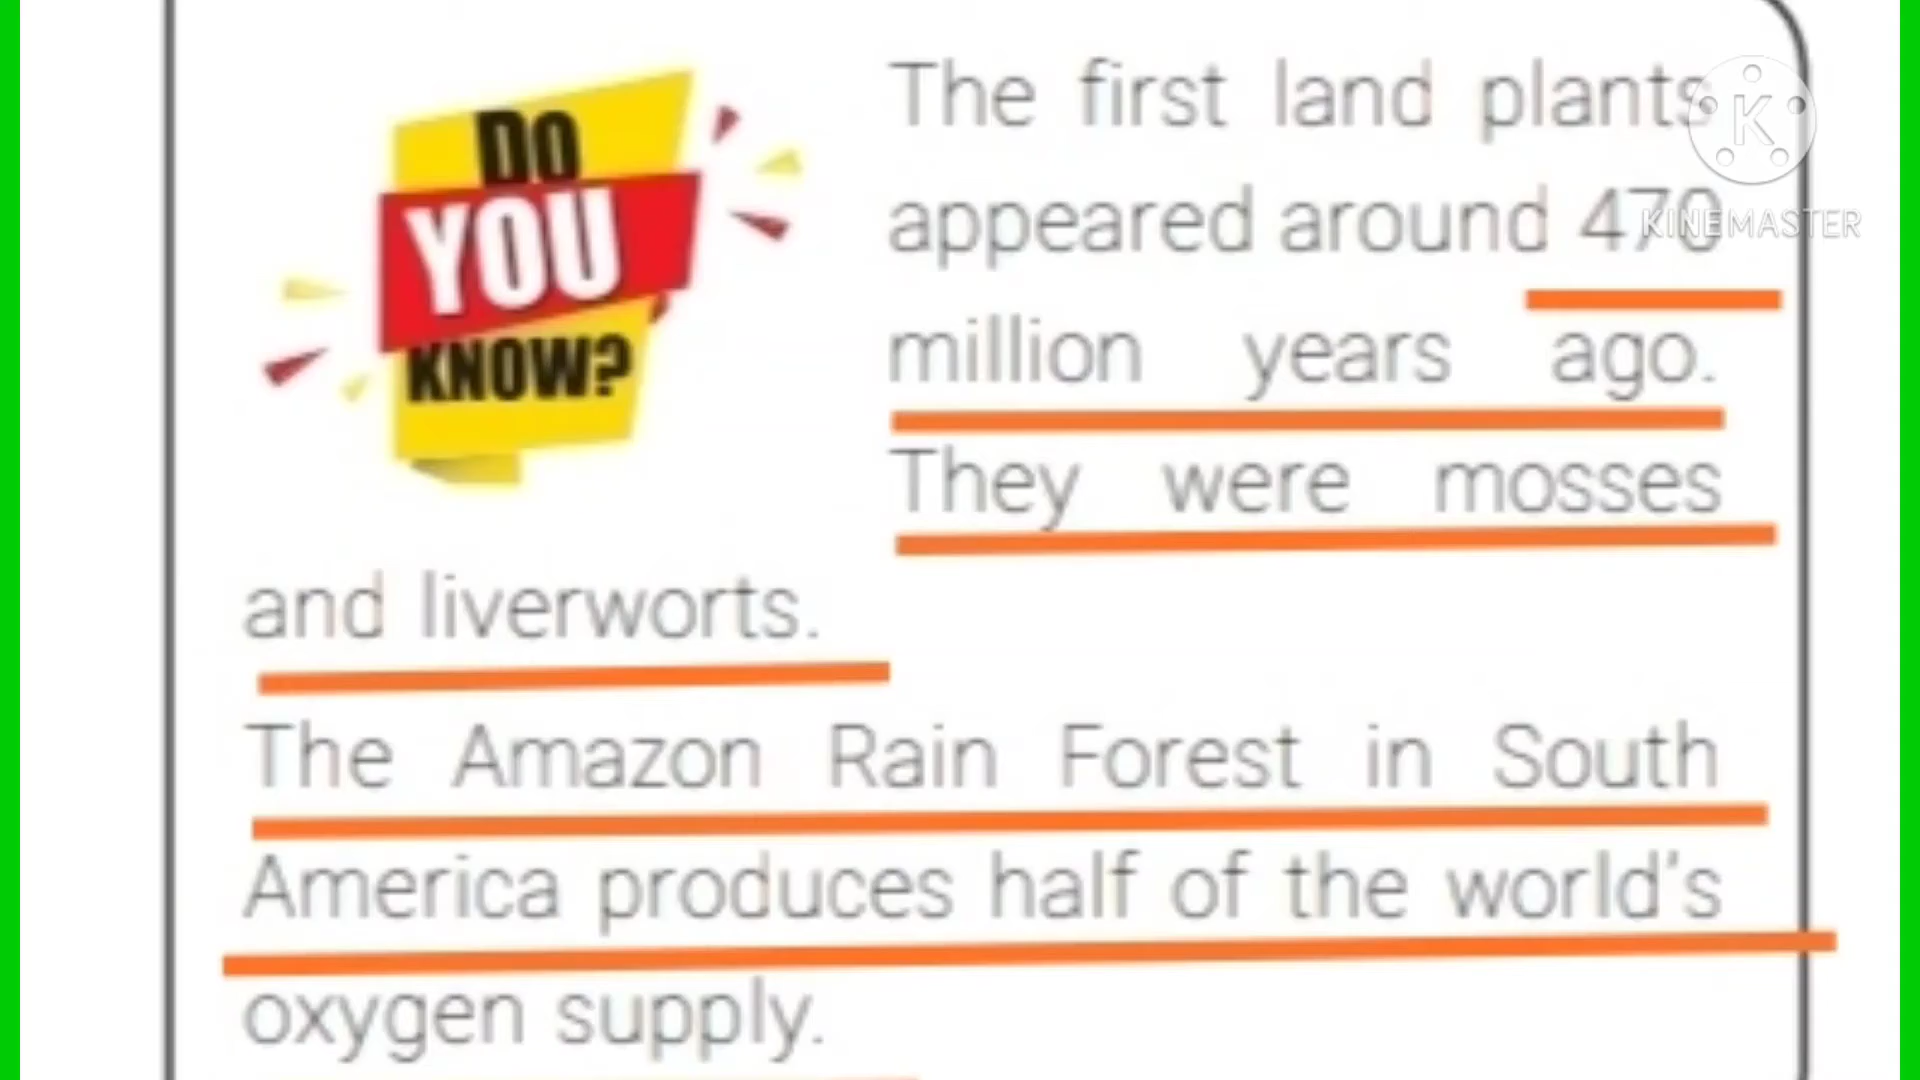 Do
YOU
KNOW?
The first land plants
appeared around 470
million years ago.
They were mosses
and liverworts.
The Amazon Rain Forest in South
America produces half of the world's
oxygen supply.
K
KINEMASTER